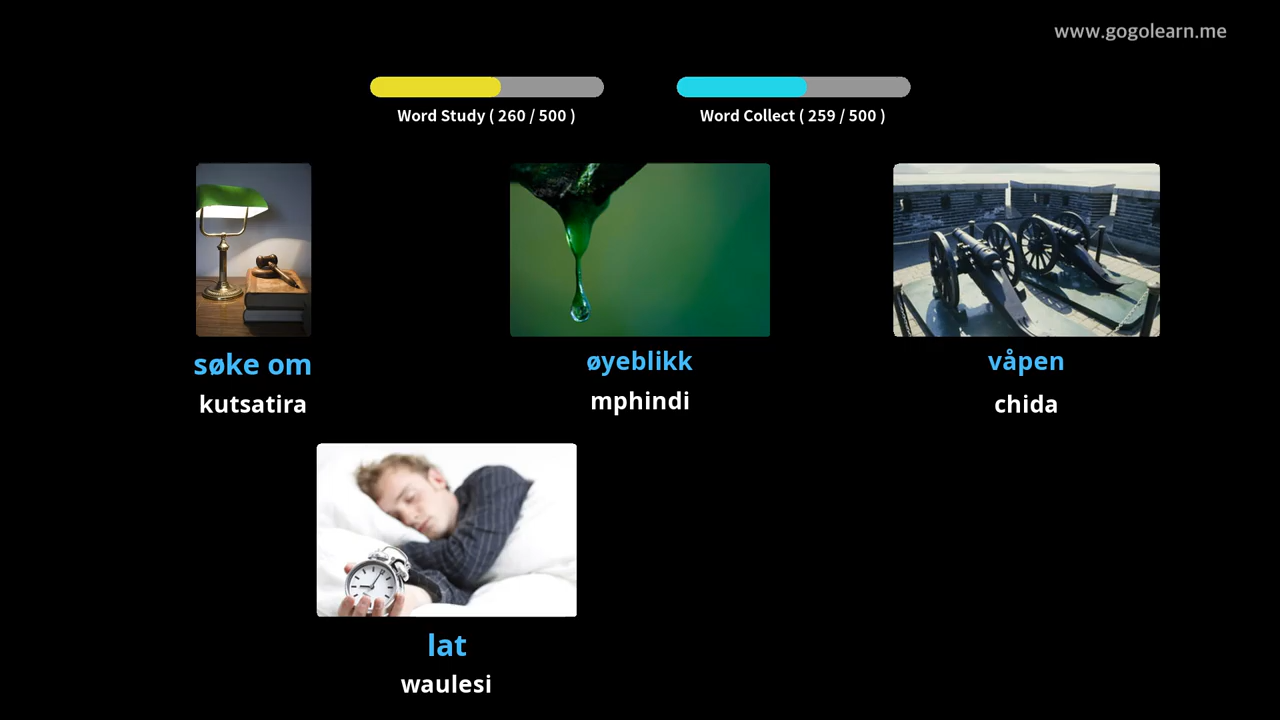 www.gogolearn.me
Word Study ( 260 / 500 )
Word Collect ( 259 / 500 )
søke om
kutsatira
øyeblikk
mphindi
våpen
chida
lat
waulesi